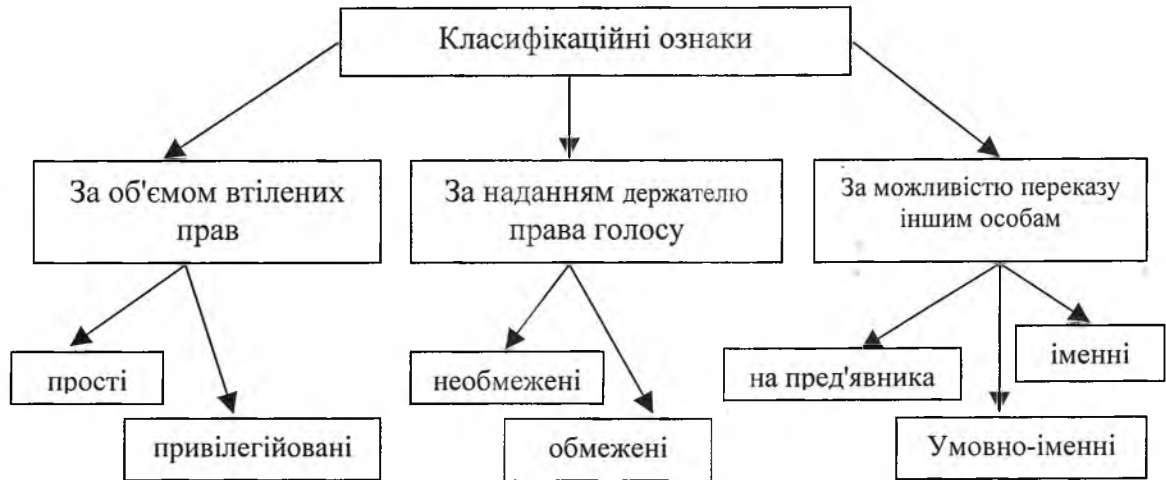 Класифікаційні ознаки
За об'ємом втілених
прав
За наданням держателю
права голосу
За можливістю переказу
іншим особам
прості
привілегійовані
необмежені
обмежені
на пред'явника
іменні
Умовно-іменні